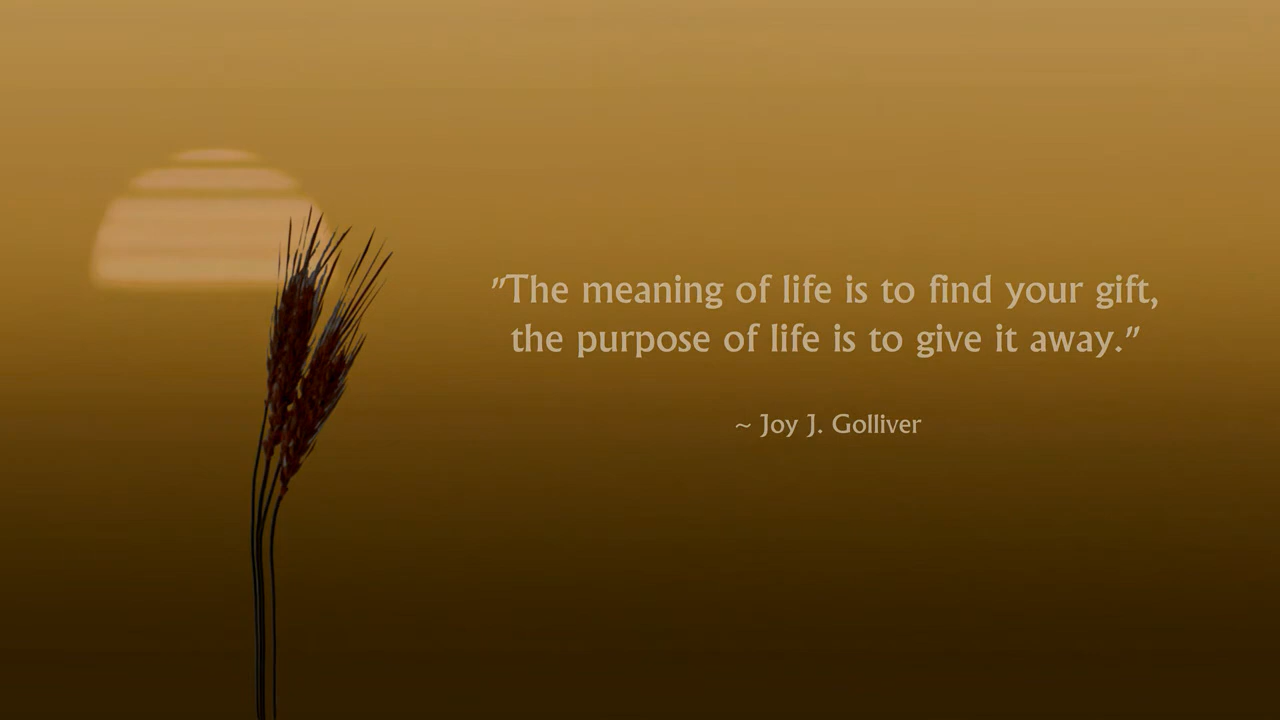 "The meaning of life is to find your gift,
the purpose of life is to give it away."
~ Joy J. Golliver